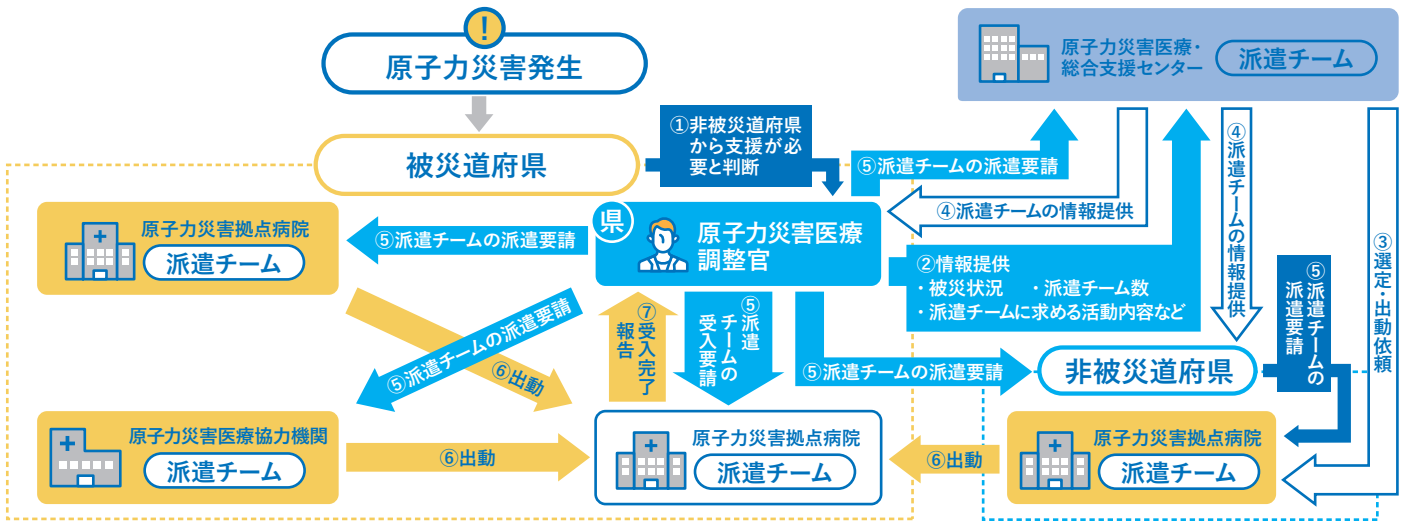 !
原子力災害発生
原子力災害医療・
総合支援センター
派遣チーム
被災道府県
①非被災道府県
から支援が必
要と判断
⑤派遣チームの派遣要請
④派遣チームの情報提供
④派遣チームの情報提供
③選定・出動依頼
県
原子力災害医療
調整官
②情報提供
・被災状況 ・派遣チーム数
・派遣チームに求める活動内容など
原子力災害拠点病院
派遣チーム
⑤派遣チームの派遣要請
⑤派遣チームの派遣要請
⑥出動
⑦受入完了
報告
⑤派遣
チームの
受入要請
⑤派遣チームの派遣要請
非被災道府県
⑤派遣チームの
派遣要請
原子力災害医療協力機関
派遣チーム
⑥出動
原子力災害拠点病院
派遣チーム
⑥出動
原子力災害拠点病院
派遣チーム